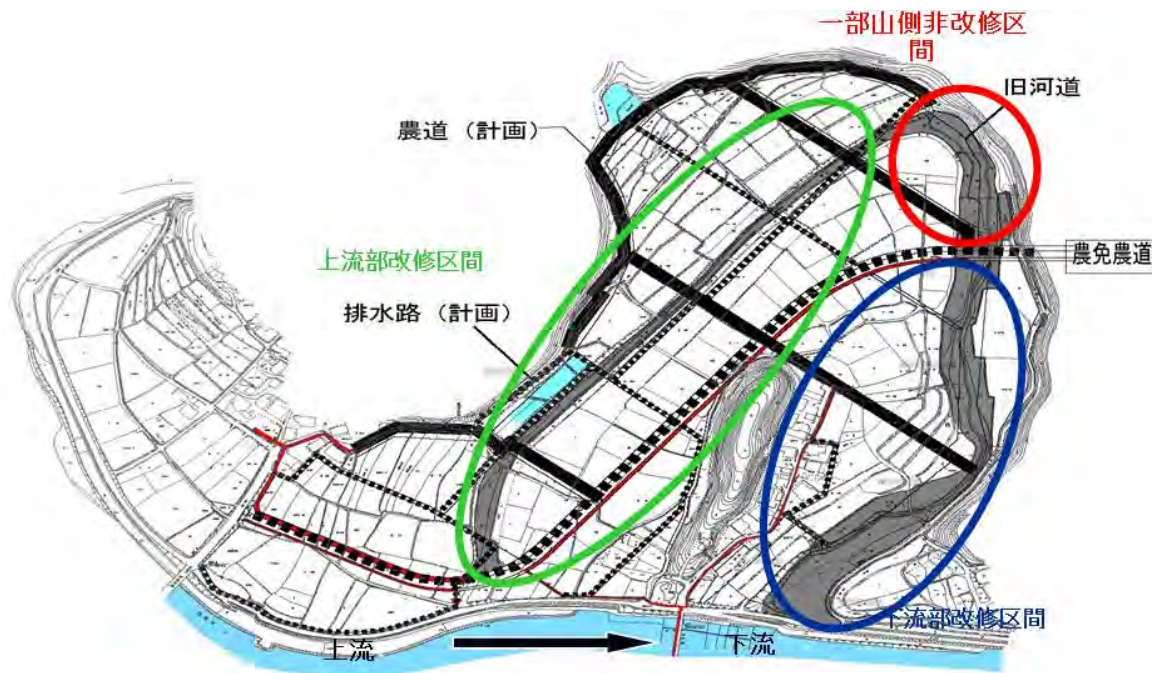 一部山側非改修区
間
旧河道
農道（計画）
農免農道
上流部改修区間
排水路（計画）
下流部改修区間
上流
下流